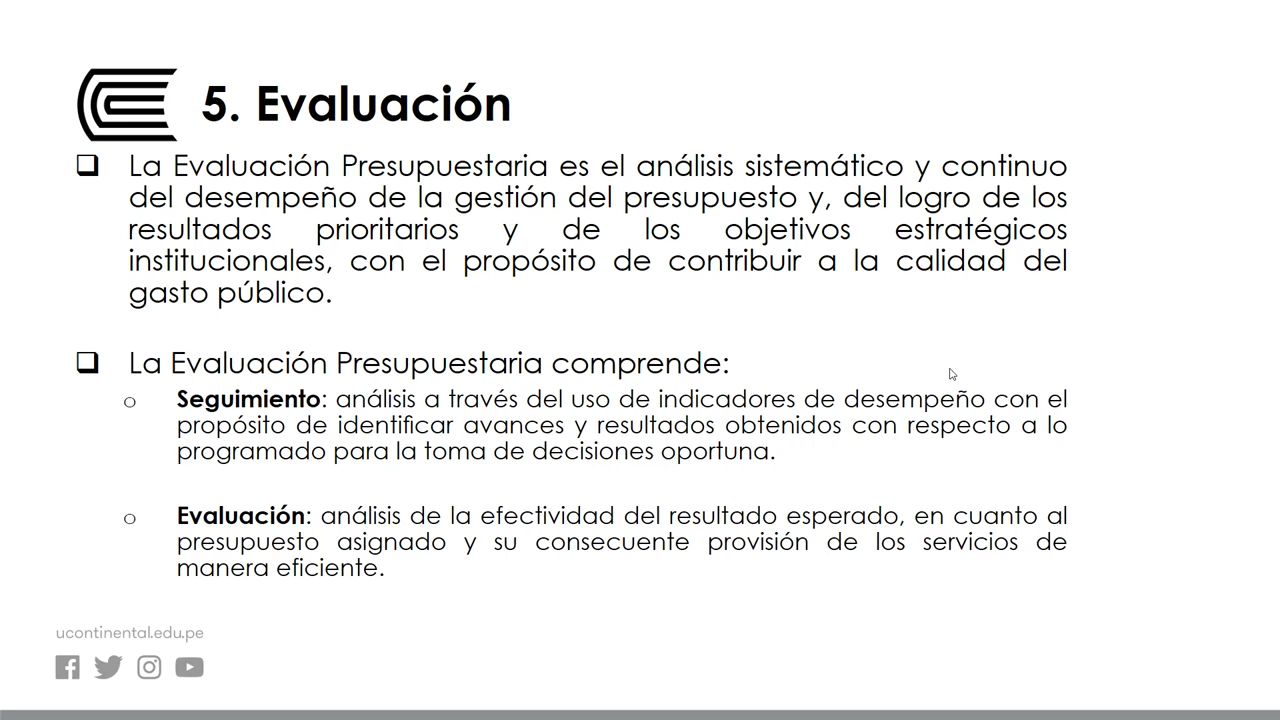 5. Evaluación
La Evaluación Presupuestaria es el análisis sistemático y continuo
del desempeño de la gestión del presupuesto y, del logro de los
resultados prioritarios y de los objetivos estratégicos
institucionales, con el propósito de contribuir a la calidad del
gasto público.
La Evaluación Presupuestaria comprende:
Seguimiento: análisis a través del uso de indicadores de desempeño con el
propósito de identificar avances y resultados obtenidos con respecto a lo
programado para la toma de decisiones oportuna.
Evaluación: análisis de la efectividad del resultado esperado, en cuanto al
presupuesto asignado y su consecuente provisión de los servicios de
manera eficiente.
ucontinental.edu.pe